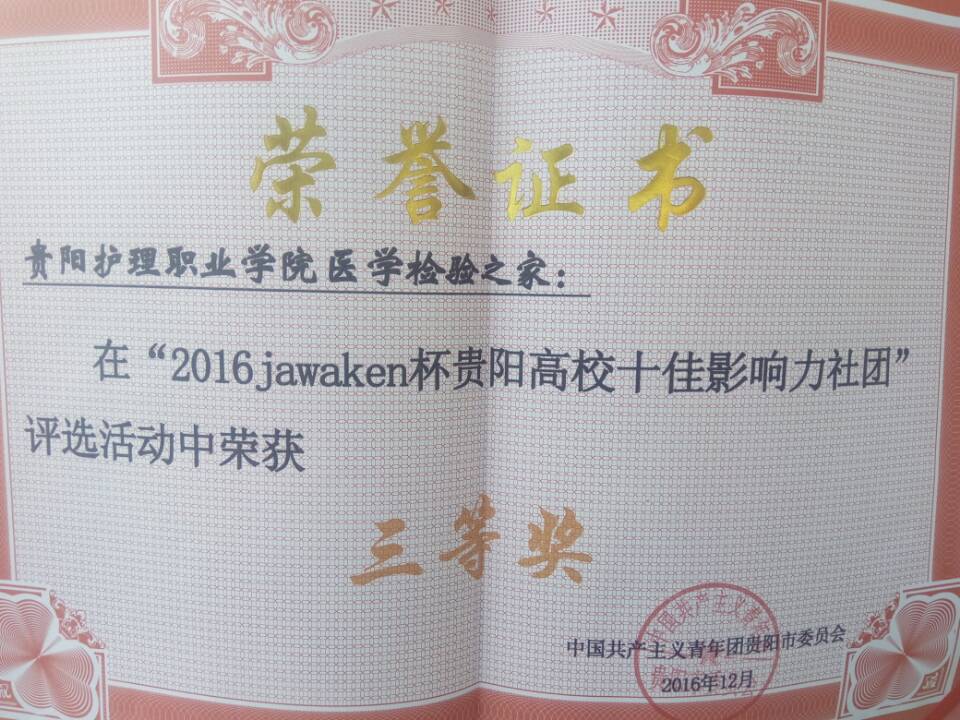 荣誉证书
贵阳护理职业学院医学检验之家：
在“2016jawaken杯贵阳高校十佳影响力社团”
评选活动中荣获
三等奖
中国共产主义青年团贵阳市委员会
2016年12月